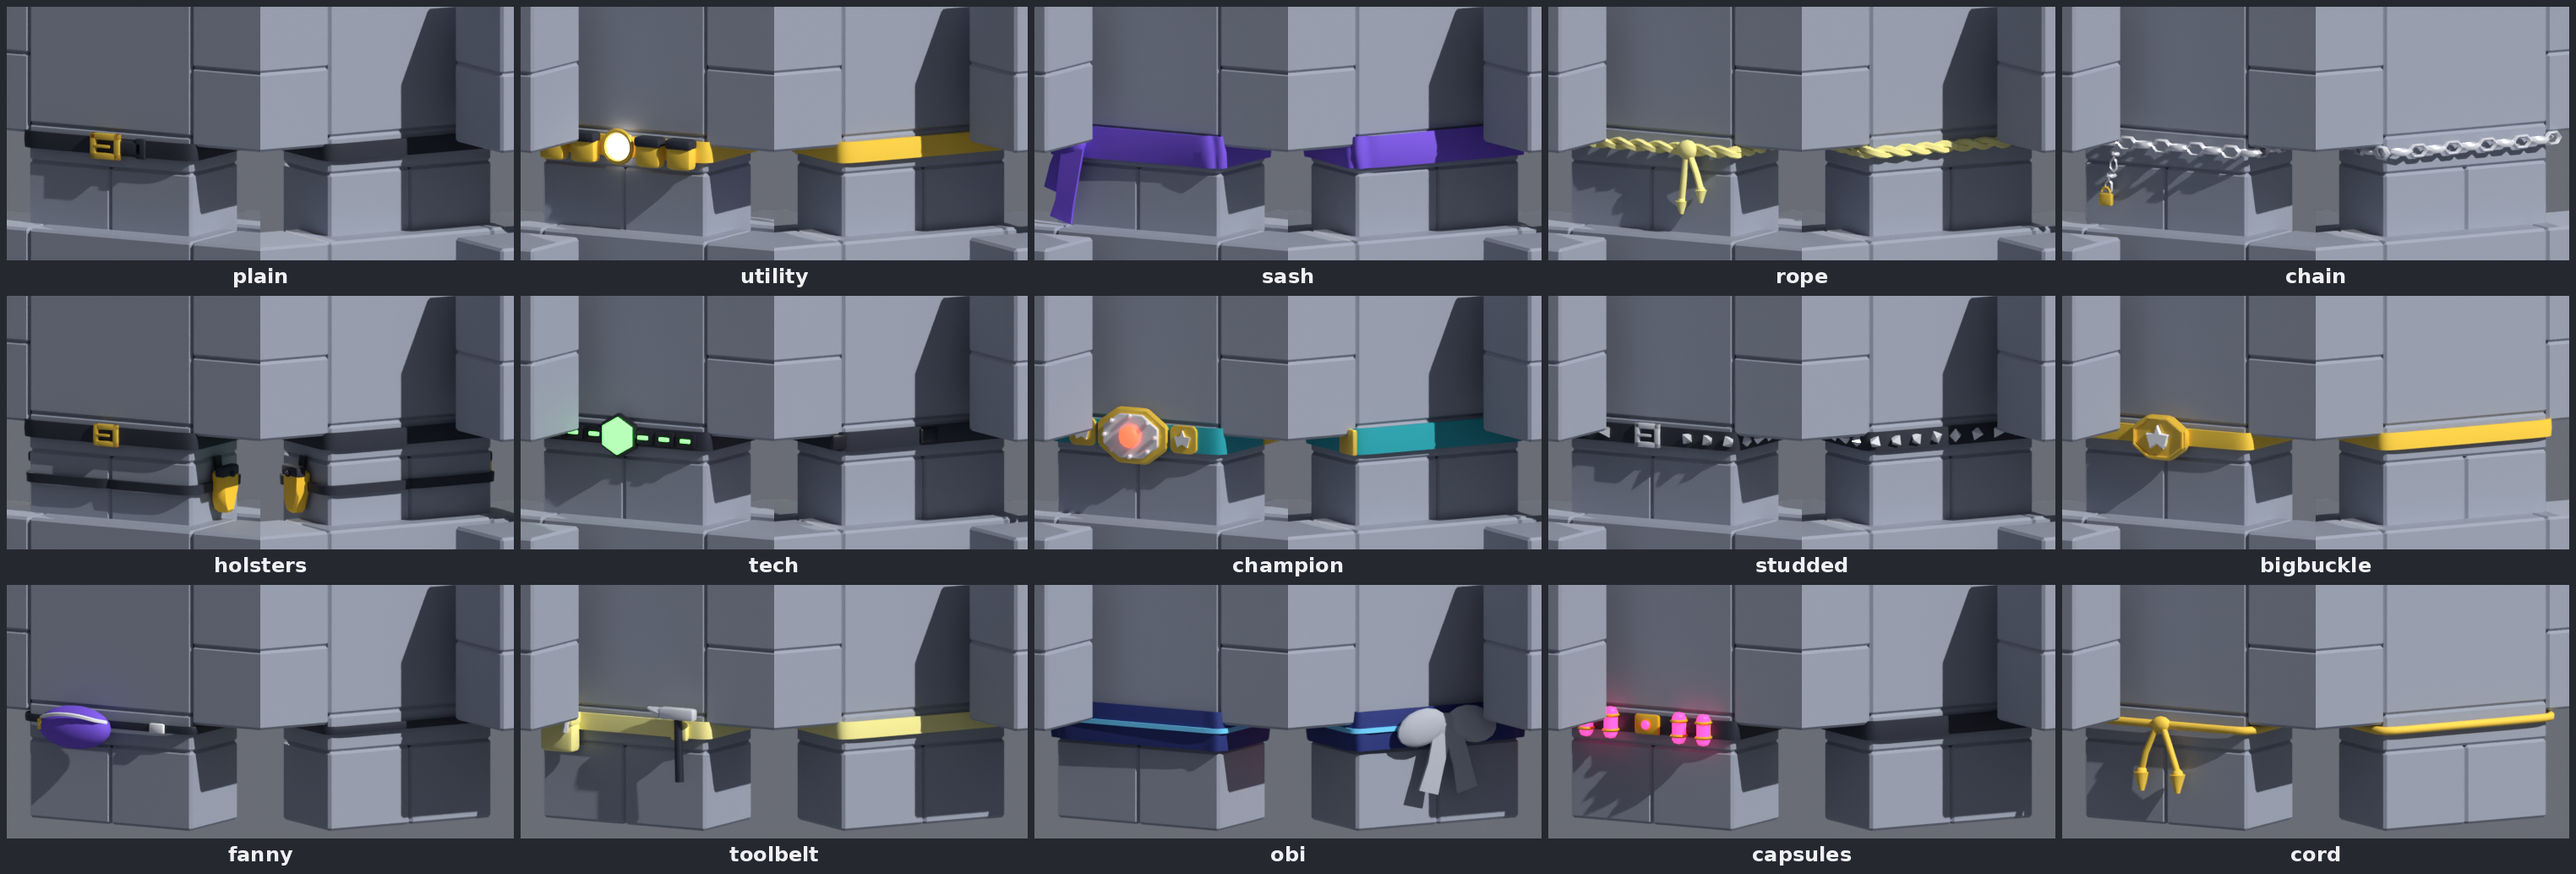 plain
utility
sash
rope
chain
holsters
tech
champion
studded
bigbuckle
fanny
toolbelt
obi
capsules
cord